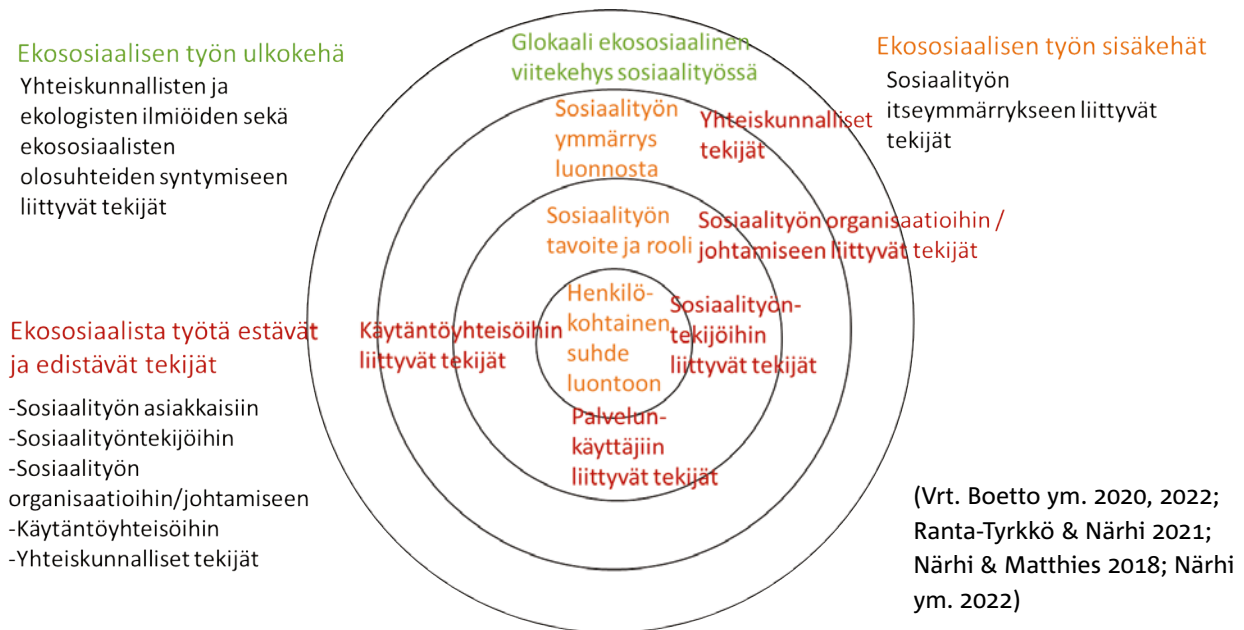 Ekososiaalisen työn ulkokehä
Yhteiskunnallisten ja
ekologisten ilmiöiden sekä
ekososiaalisten
olosuhteiden syntymiseen
liittyvät tekijät
Glokaali ekososiaalinen
viitekehys sosiaalityössä
Ekososiaalisen työn sisäkehät
Sosiaalityön
itseymmärrykseen liittyvät
tekijät
Sosiaalityön
ymmärrys
luonnosta
Yhteiskunnalliset
tekijät
Sosiaalityön
tavoite ja rooli
Sosiaalityön organisaatioihin /
johtamiseen liittyvät tekijät
Henkilö-
kohtainen
suhde
luontoon
Sosiaalityön-
tekijöihin
liittyvät tekijät
Käytäntöyhteisöihin
liittyvät tekijät
Palvelun-
käyttäjiin
liittyvät tekijät
Ekososiaalista työtä estävät
ja edistävät tekijät
-Sosiaalityön asiakkaisiin
-Sosiaalityöntekijöihin
-Sosiaalityön
organisaatioihin/johtamiseen
-Käytäntöyhteisöihin
-Yhteiskunnalliset tekijät
(Vrt. Boetto ym. 2020, 2022;
Ranta-Tyrkkö & Närhi 2021;
Närhi & Matthies 2018; Närhi
ym. 2022)